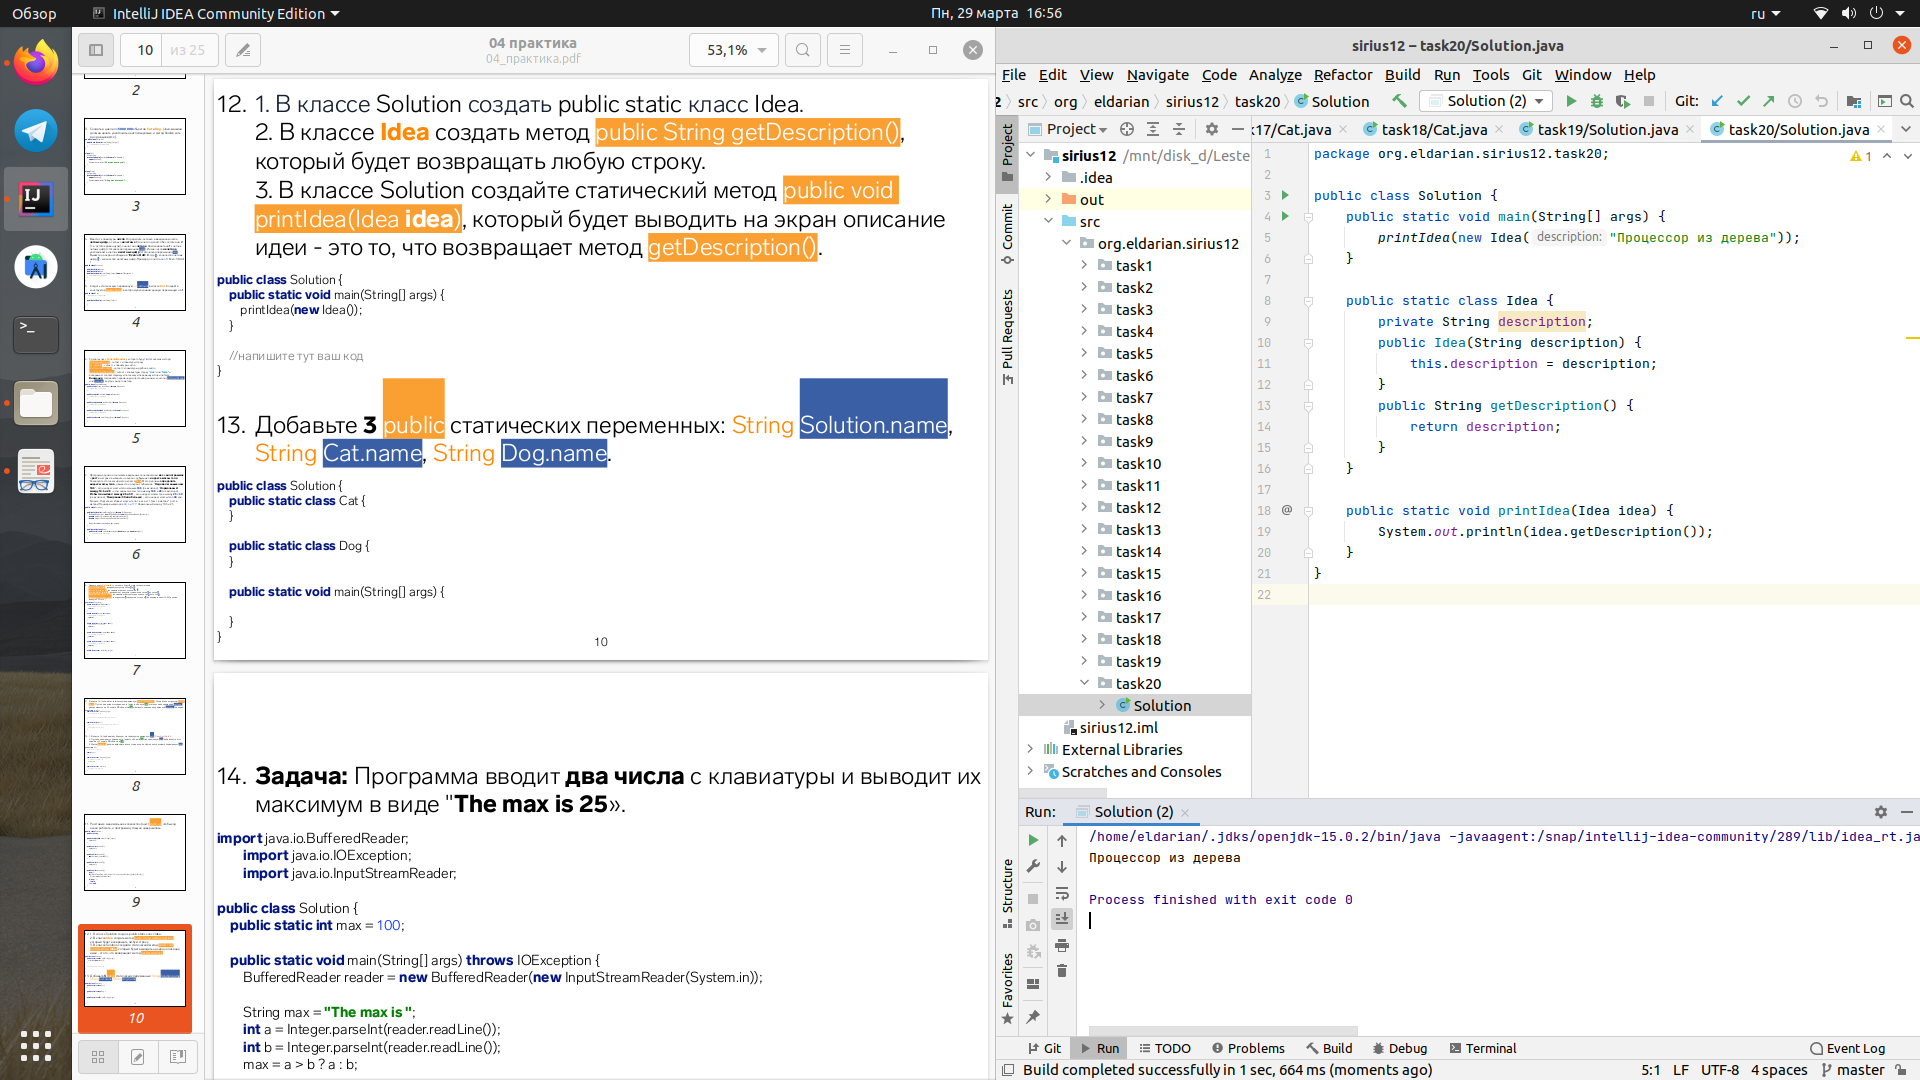 Обзор
IntelliJ IDEA Community Edition
Пн, 29 марта 16:56
ru
10 из 25
04 практика
04_практика.pdf
53,1%
2
3
4
5
6
7
8
9
10
12. 1. В классе Solution создать public static класс Idea.
2. В классе Idea создать метод public String getDescription(),
который будет возвращать любую строку.
3. В классе Solution создайте статический метод public void
printIdea(Idea idea), который будет выводить на экран описание
идеи - это то, что возвращает метод getDescription().
public class Solution {
public static void main(String[] args) {
printIdea(new Idea());
}
//напишите тут ваш код
}
13. Добавьте 3 public статических переменных: String Solution.name,
String Cat.name, String Dog.name.
public class Solution {
public static class Cat {
}
public static class Dog {
}
public static void main(String[] args) {
}
}
10
14. Задача: Программа вводит два числа с клавиатуры и выводит их
максимум в виде "The max is 25».
import java.io.BufferedReader;
import java.io.IOException;
import java.io.InputStreamReader;
public class Solution {
public static int max = 100;
public static void main(String[] args) throws IOException {
BufferedReader reader = new BufferedReader(new InputStreamReader(System.in));
String max = "The max is ";
int a = Integer.parseInt(reader.readLine());
int b = Integer.parseInt(reader.readLine());
max = a > b ? a : b;
sirius12 – task20/Solution.java
File Edit View Navigate Code Analyze Refactor Build Run Tools Git Window Help
2 src org eldarian sirius12 task20 Solution
Solution (2)
Git:
Project
k17/Cat.java
task18/Cat.java
task19/Solution.java
task20/Solution.java
Project
Commit
Pull Requests
Structure
Favorites
sirius12 /mnt/disk_d/Leste
.idea
out
src
org.eldarian.sirius12
task1
task2
task3
task4
task5
task6
task7
task8
task9
task10
task11
task12
task13
task14
task15
task16
task17
task18
task19
task20
Solution
sirius12.iml
External Libraries
Scratches and Consoles
1 package org.eldarian.sirius12.task20;
1
2
3 public class Solution {
4 public static void main(String[] args) {
5 printIdea(new Idea( description: "Процессор из дерева"));
6 }
7
8 public static class Idea {
9 private String description;
10 public Idea(String description) {
11 this.description = description;
12 }
13 public String getDescription() {
14 return description;
15 }
16 }
17
18 @ public static void printIdea(Idea idea) {
19 System.out.println(idea.getDescription());
20 }
21 }
22
Run: Solution (2)
/home/eldarian/.jdks/openjdk-15.0.2/bin/java -javaagent:/snap/intellij-idea-community/289/lib/idea_rt.ja
Процессор из дерева
Process finished with exit code 0
Git Run TODO Problems Build Debug Terminal Event Log
Build completed successfully in 1 sec, 664 ms (moments ago)
5:1 LF UTF-8 4 spaces master